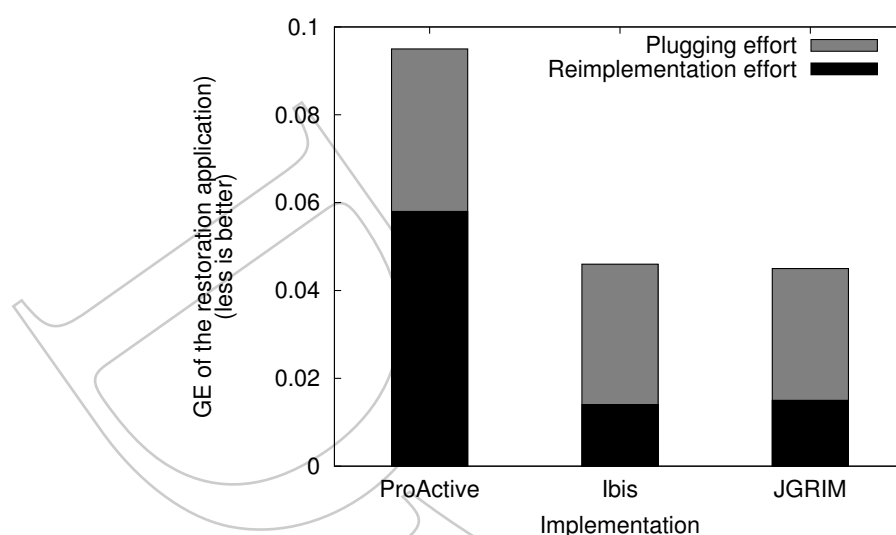 0.1
Plugging effort
Reimplementation effort
0.08
0.06
0.04
0.02
0
GE of the restoration application
(less is better)
ProActive Ibis JGRIM
Implementation